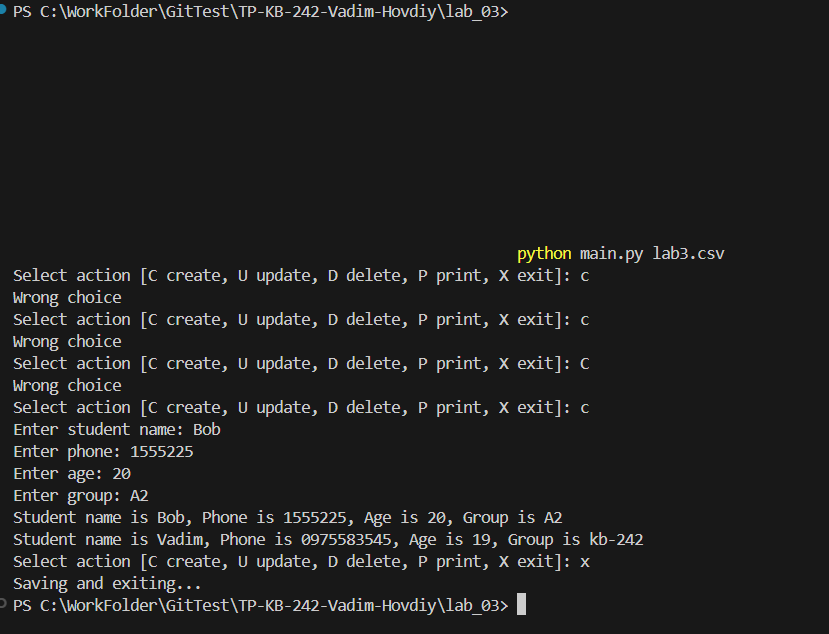 PS C:\WorkFolder\GitTest\TP-KB-242-Vadim-Hovdiy\lab_03>
python main.py lab3.csv
Select action [C create, U update, D delete, P print, X exit]: c
Wrong choice
Select action [C create, U update, D delete, P print, X exit]: c
Wrong choice
Select action [C create, U update, D delete, P print, X exit]: C
Wrong choice
Select action [C create, U update, D delete, P print, X exit]: c
Enter student name: Bob
Enter phone: 1555225
Enter age: 20
Enter group: A2
Student name is Bob, Phone is 1555225, Age is 20, Group is A2
Student name is Vadim, Phone is 0975583545, Age is 19, Group is kb-242
Select action [C create, U update, D delete, P print, X exit]: x
Saving and exiting...
PS C:\WorkFolder\GitTest\TP-KB-242-Vadim-Hovdiy\lab_03>